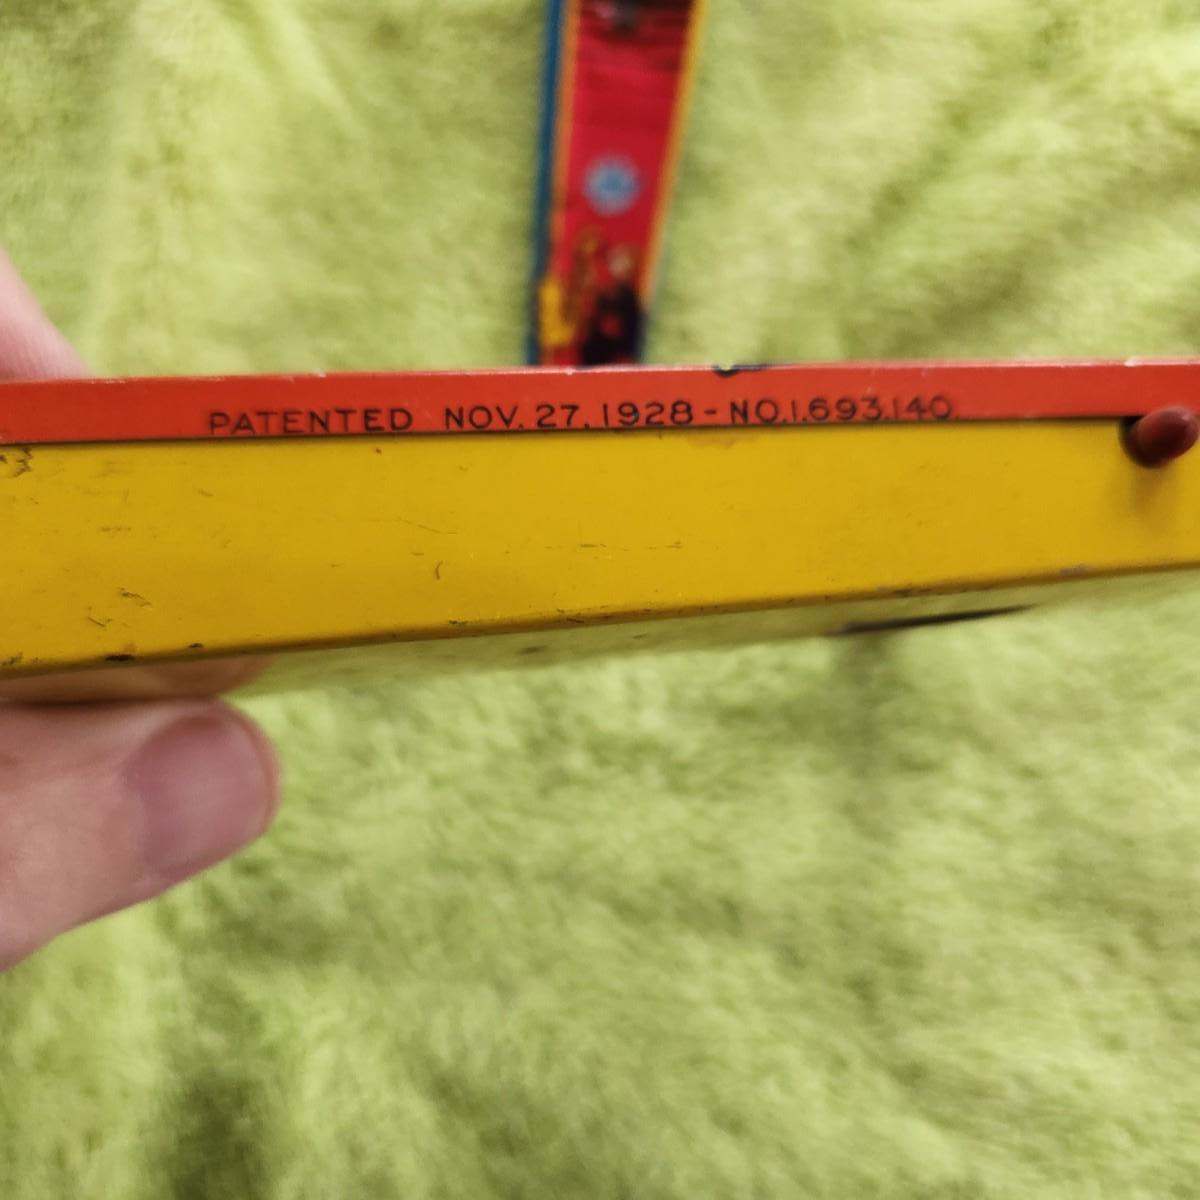 PATENTED NOV. 27, 1928 - NO.1,693,140.